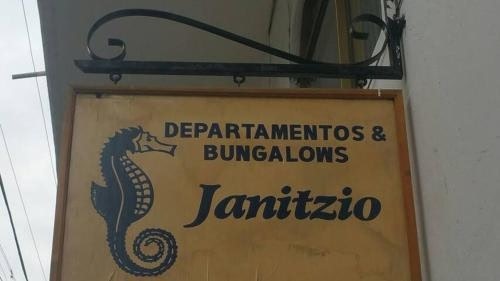 DEPARTAMENTOS &
BUNGALOWS
Janitzio